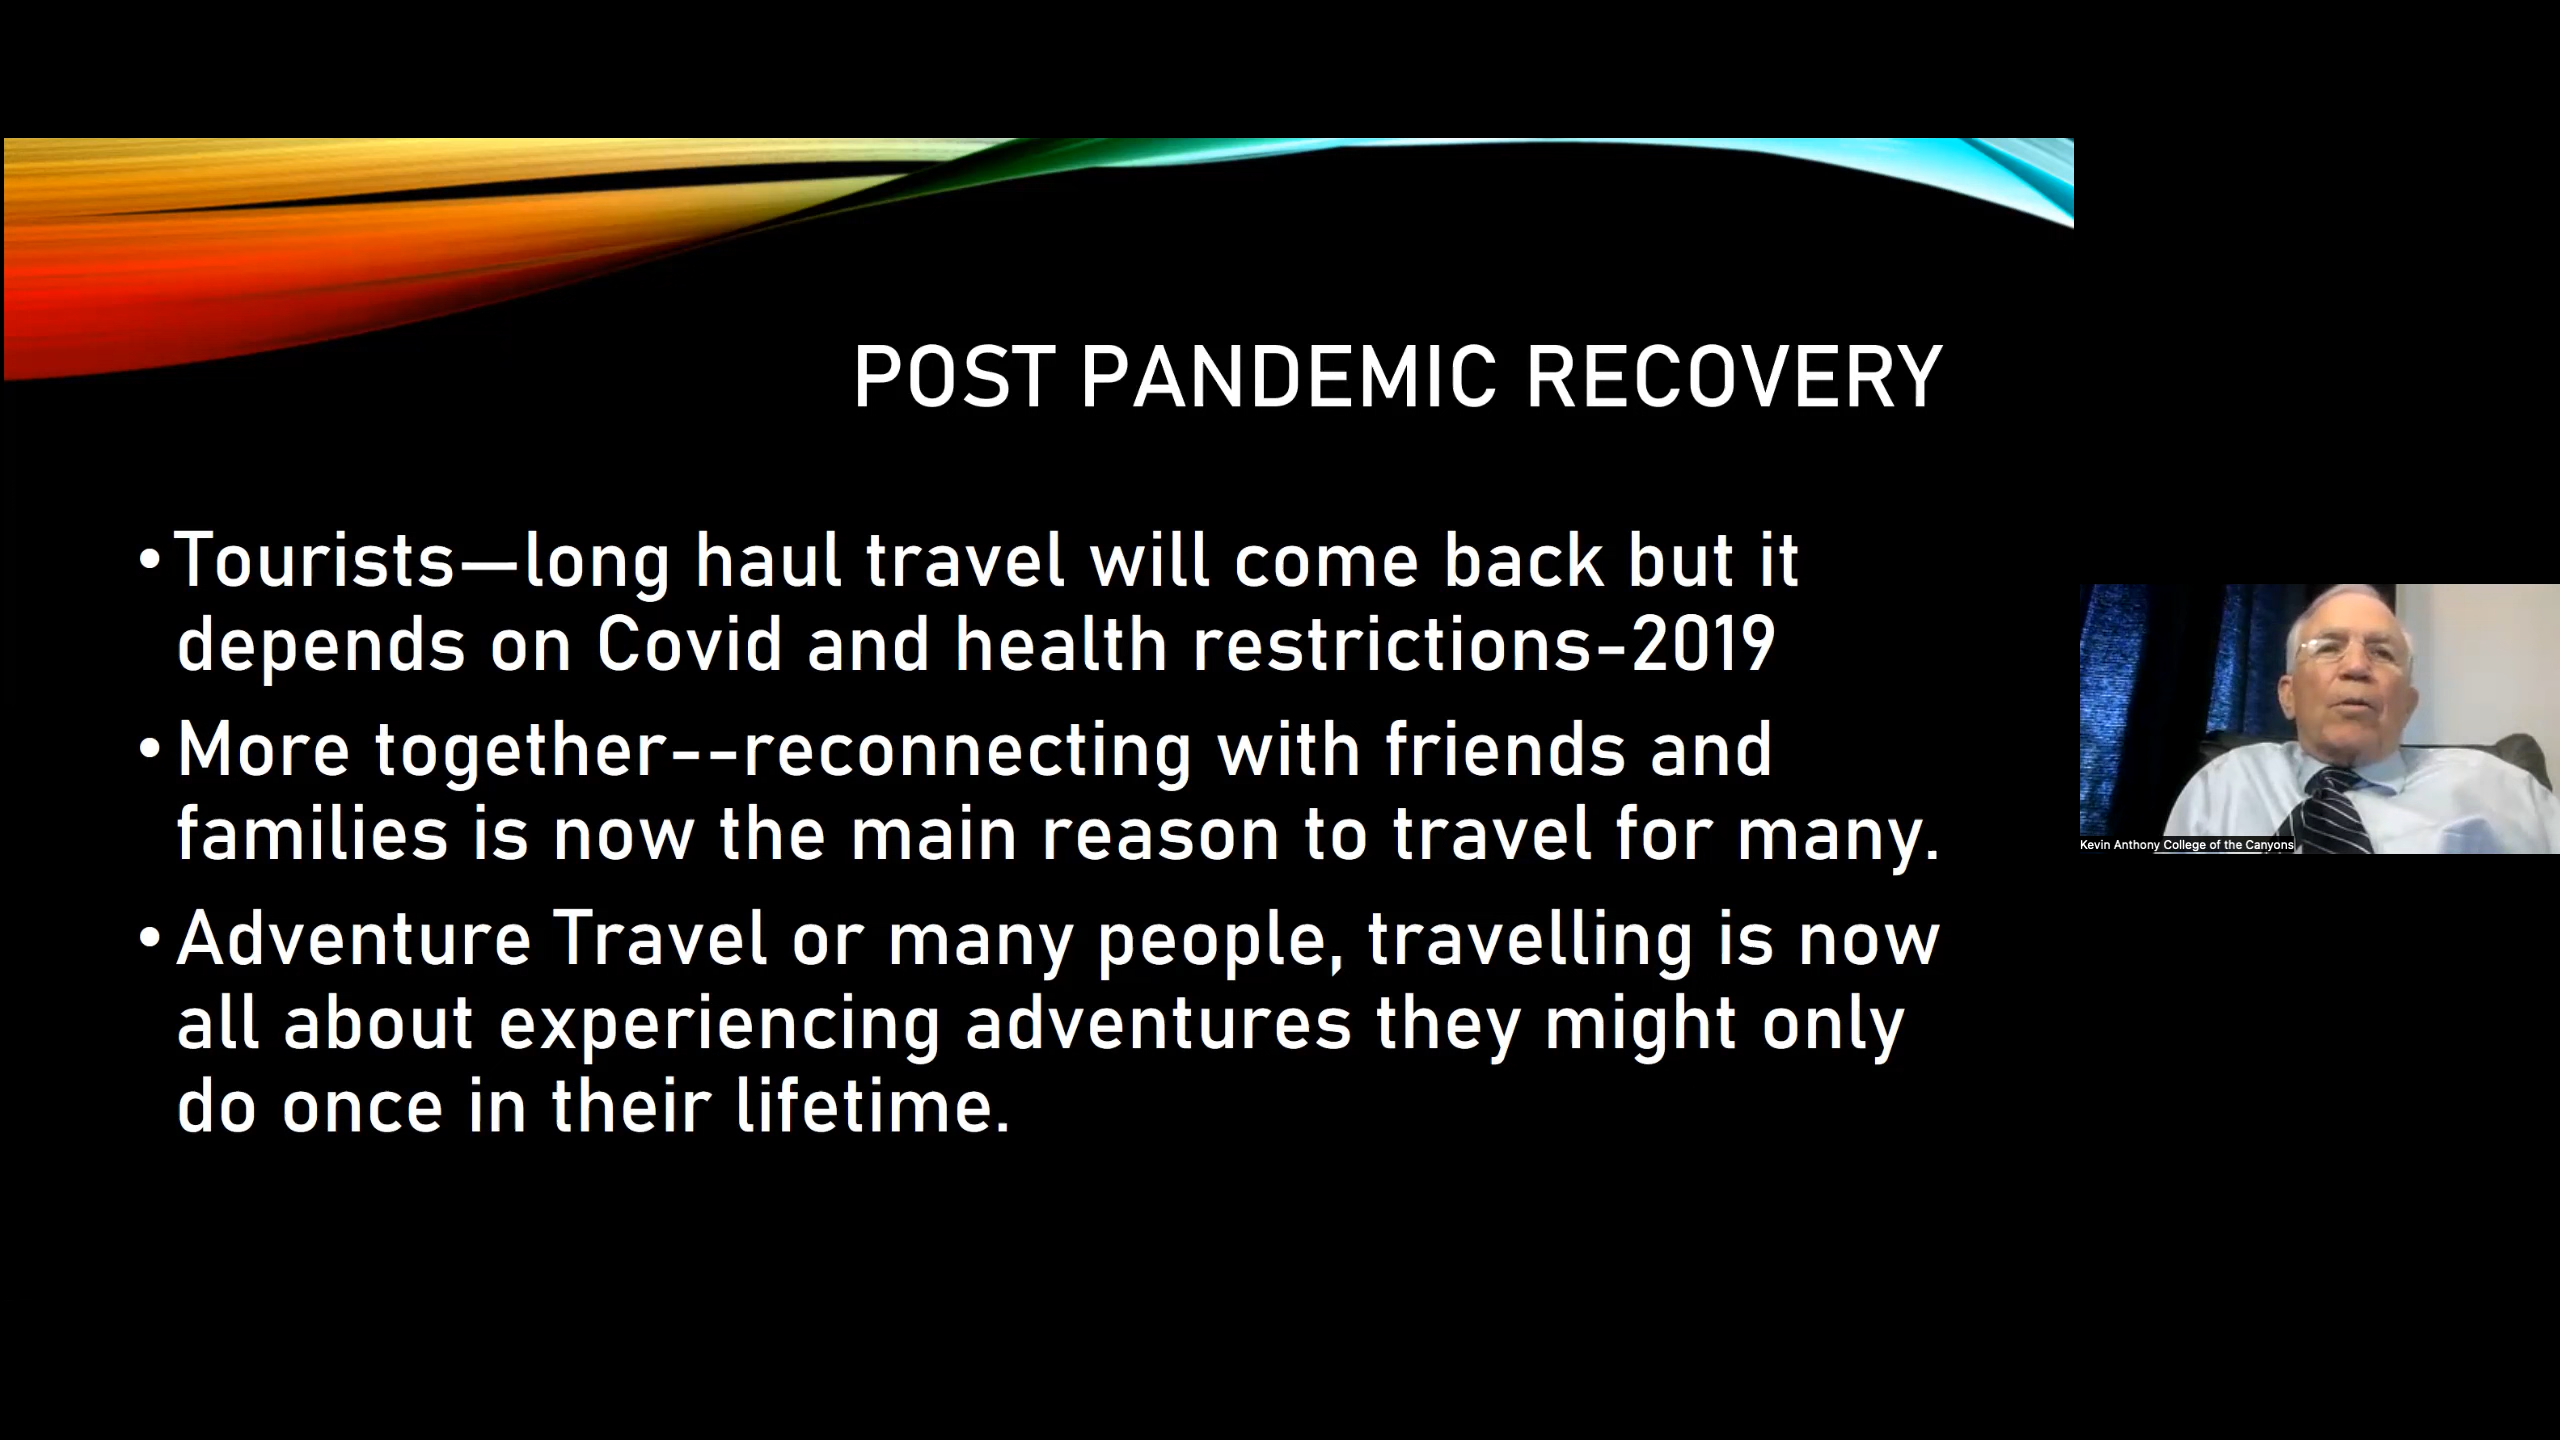 POST PANDEMIC RECOVERY
•Tourists—long haul travel will come back but it
depends on Covid and health restrictions-2019
•More together--reconnecting with friends and
families is now the main reason to travel for many.
•Adventure Travel or many people, travelling is now
all about experiencing adventures they might only
do once in their lifetime.
Kevin Anthony College of the Canyons